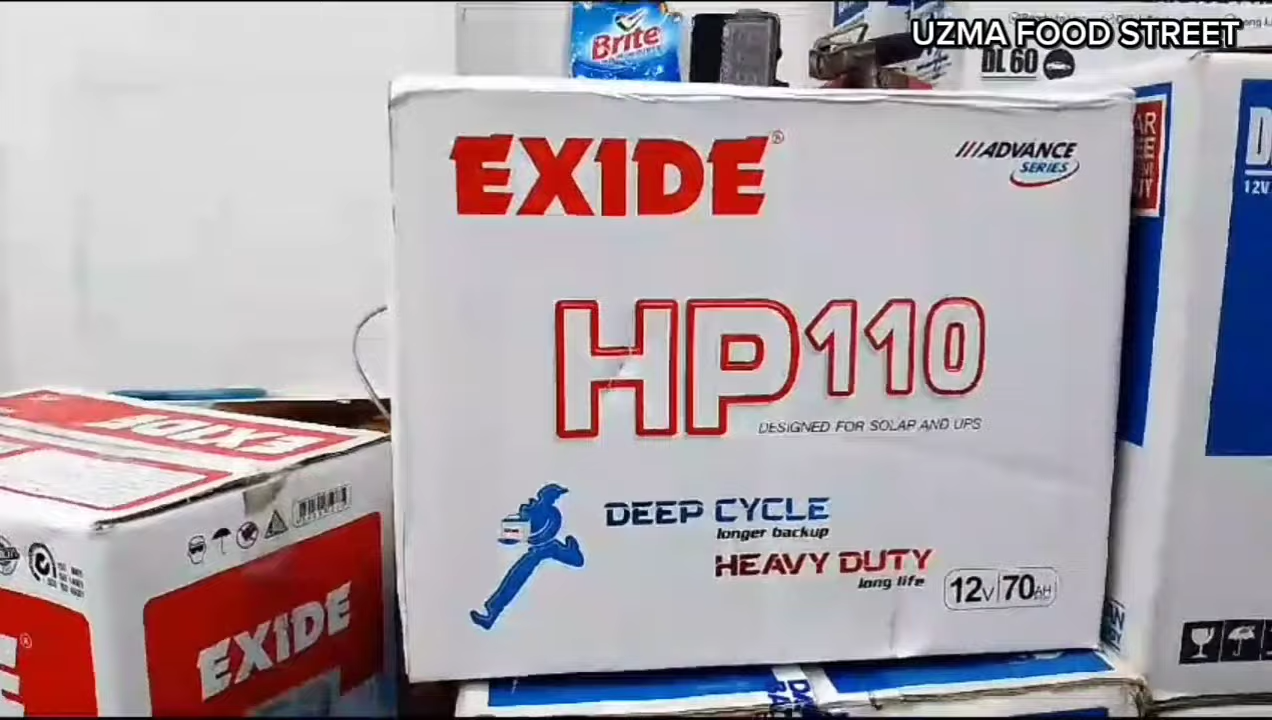 UZMA FOOD STREET
Brite
DL 60
EXIDE®
ADVANCE
SERIES
HP110
DESIGNED FOR SOLAR AND UPS
DEEP CYCLE
longer backup
HEAVY DUTY
long life
12V 70AH
EXIDE
EXIDE
12V